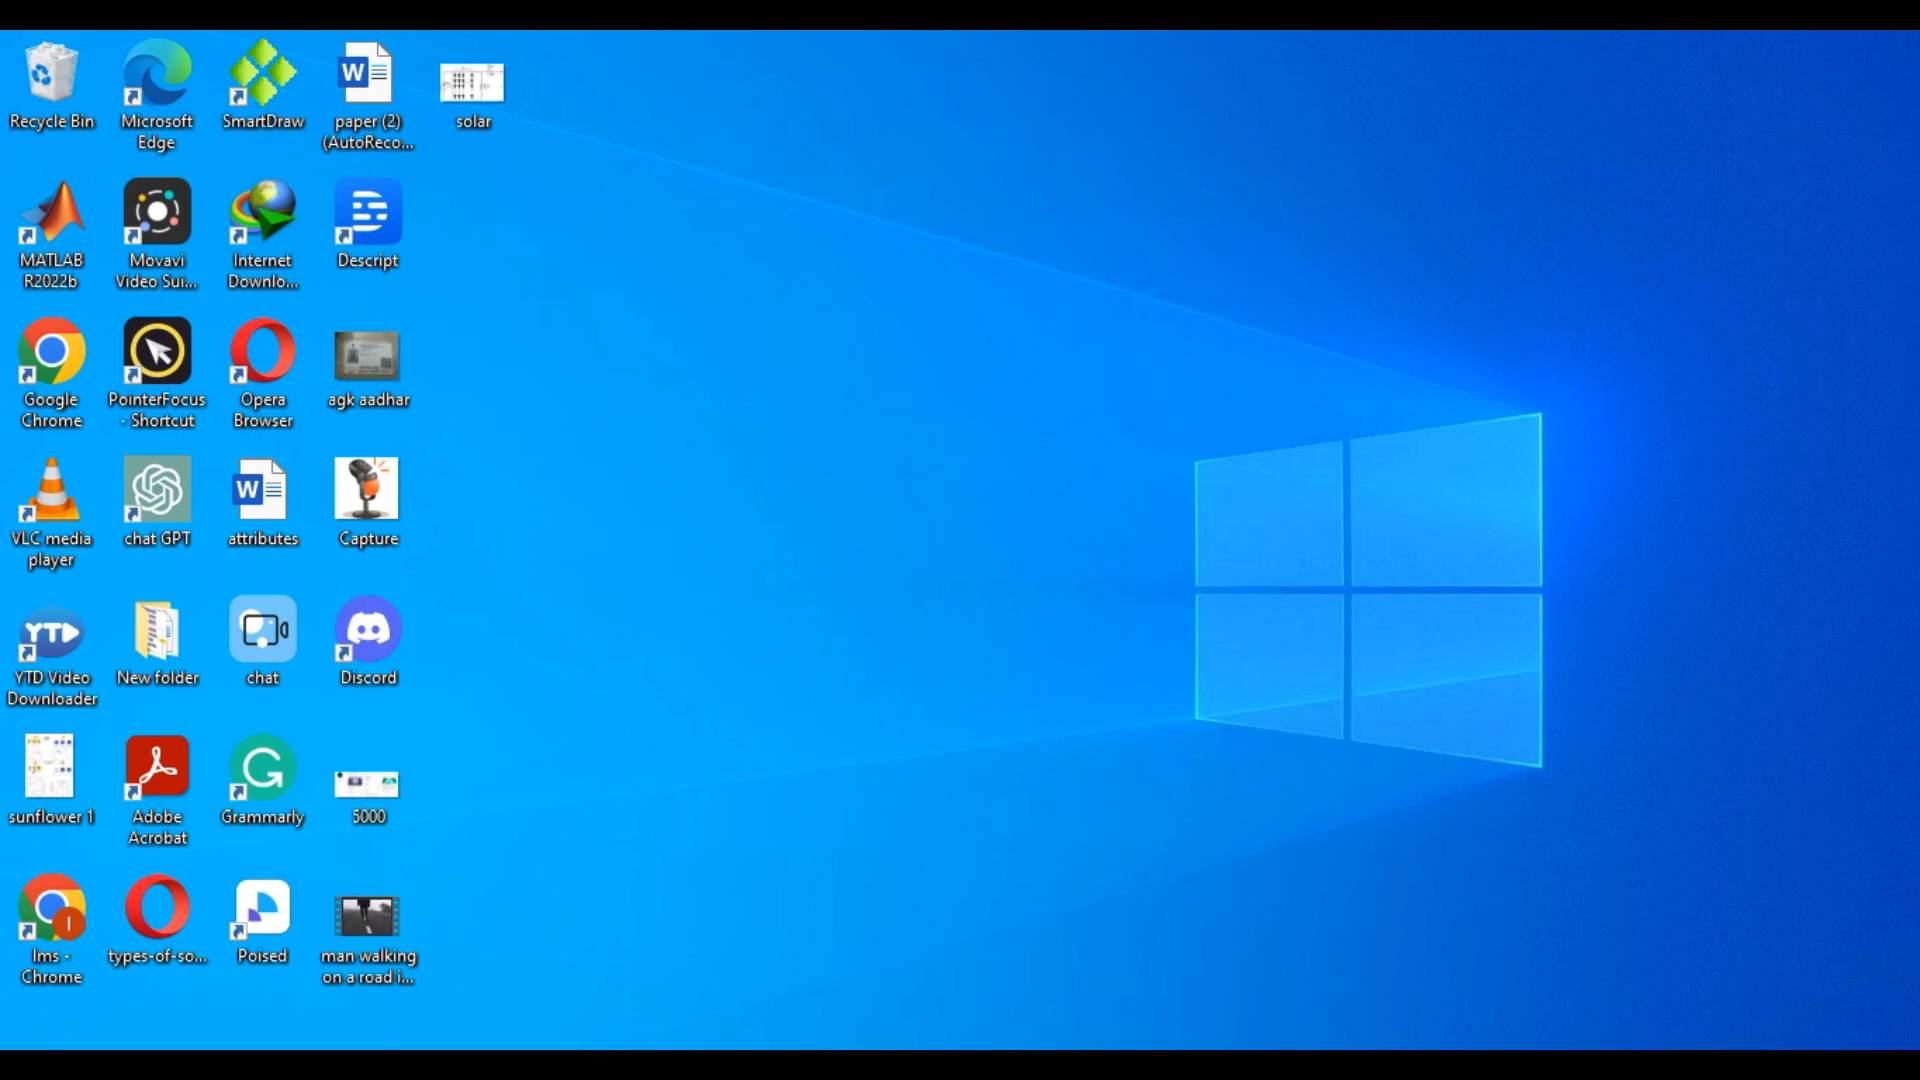 Recycle Bin
Microsoft
Edge
SmartDraw
paper (2)
(AutoReco...
solar
MATLAB
R2022b
Movavi
Video Sui...
Internet
Downlo...
Descript
Google
Chrome
PointerFocus
- Shortcut
Opera
Browser
agk aadhar
VLC media
player
chat GPT
attributes
Capture
YTD
YTD Video
Downloader
New folder
chat
Discord
sunflower 1
Adobe
Acrobat
Grammarly
5000
lms -
Chrome
types-of-so...
Poised
man walking
on a road i...